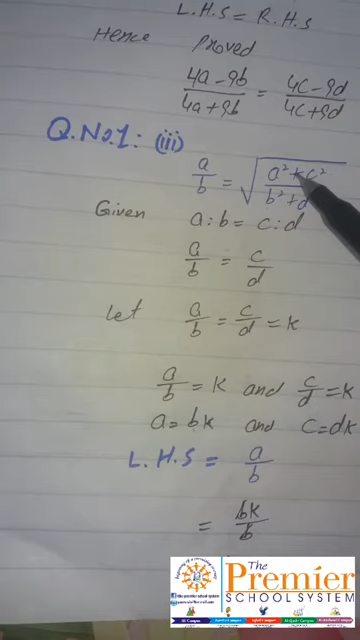 L.H.S = R.H.S
Hence Proved
4a-9b/4a+9b = 4c-9d/4c+9d
Q.No.1: (iii)
a/b = √(a²+c²/b²+d
Given a:b = c:d
a/b = c/d
Let a/b = c/d = k
a/b = k and c/d = k
a = bk and c = dk
L.H.S = a/b
= bk/b
The
Premier
SCHOOL SYSTEM